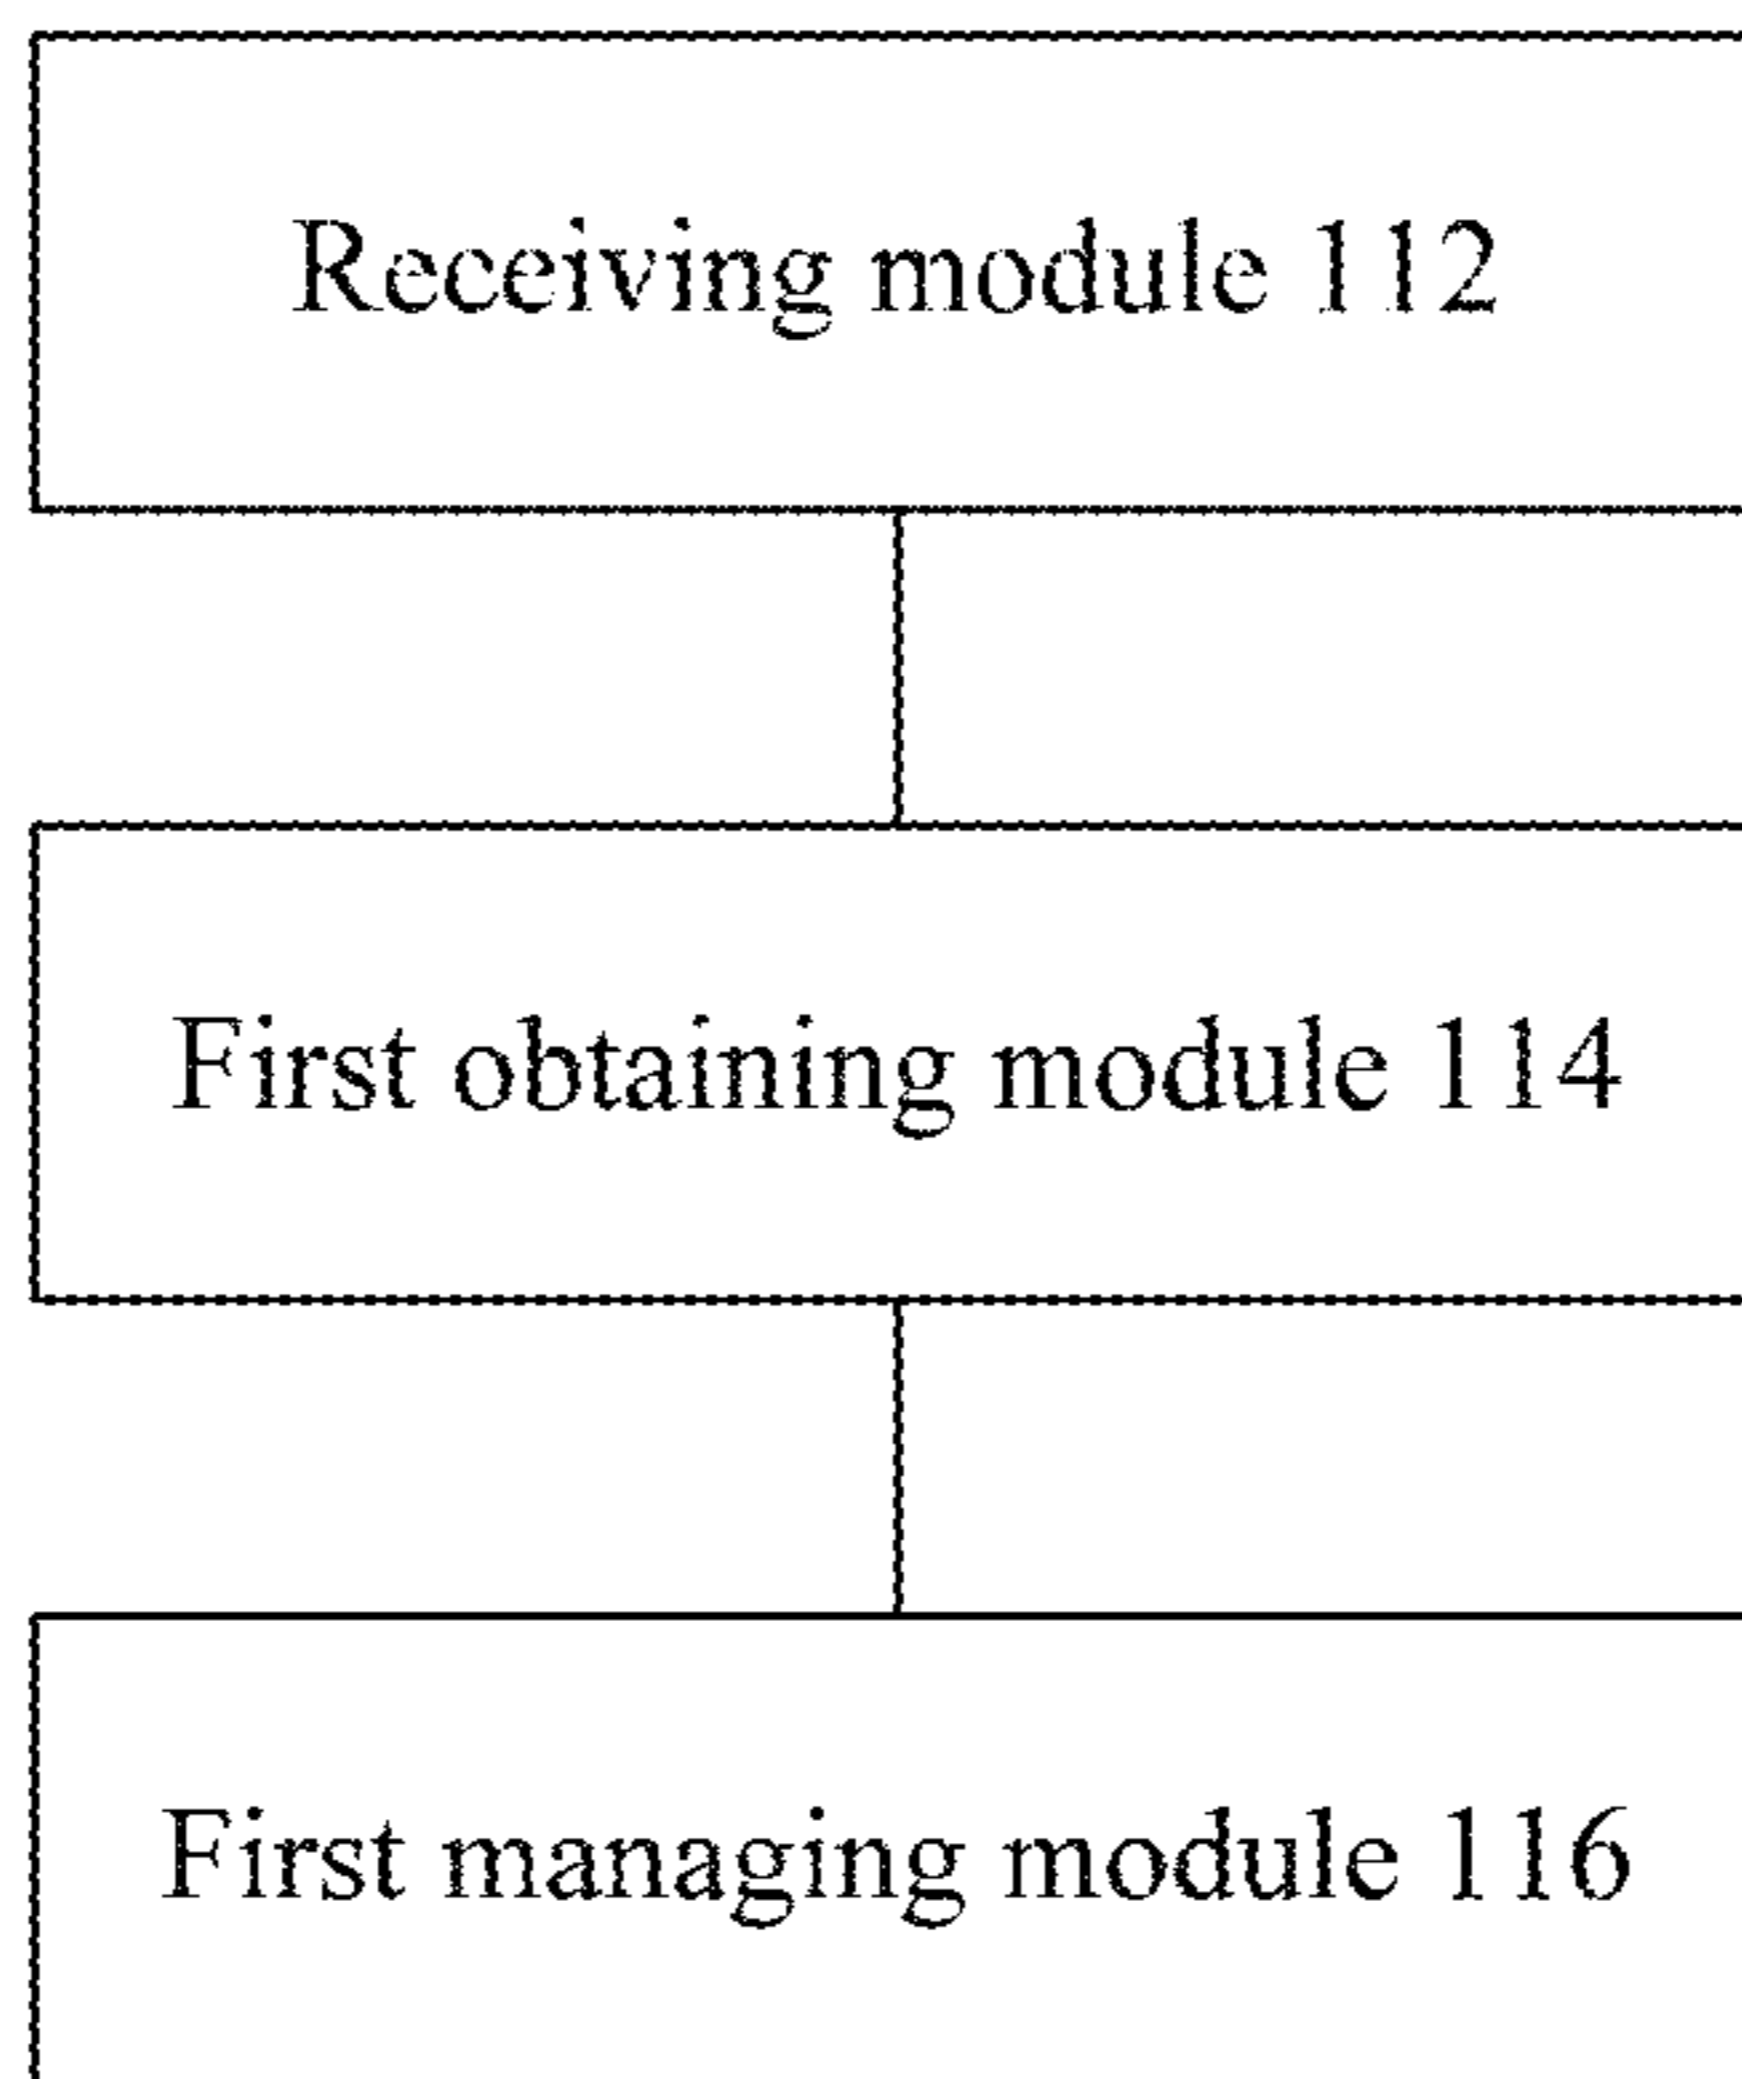 Receiving module 112
First obtaining module 114
First managing module 116